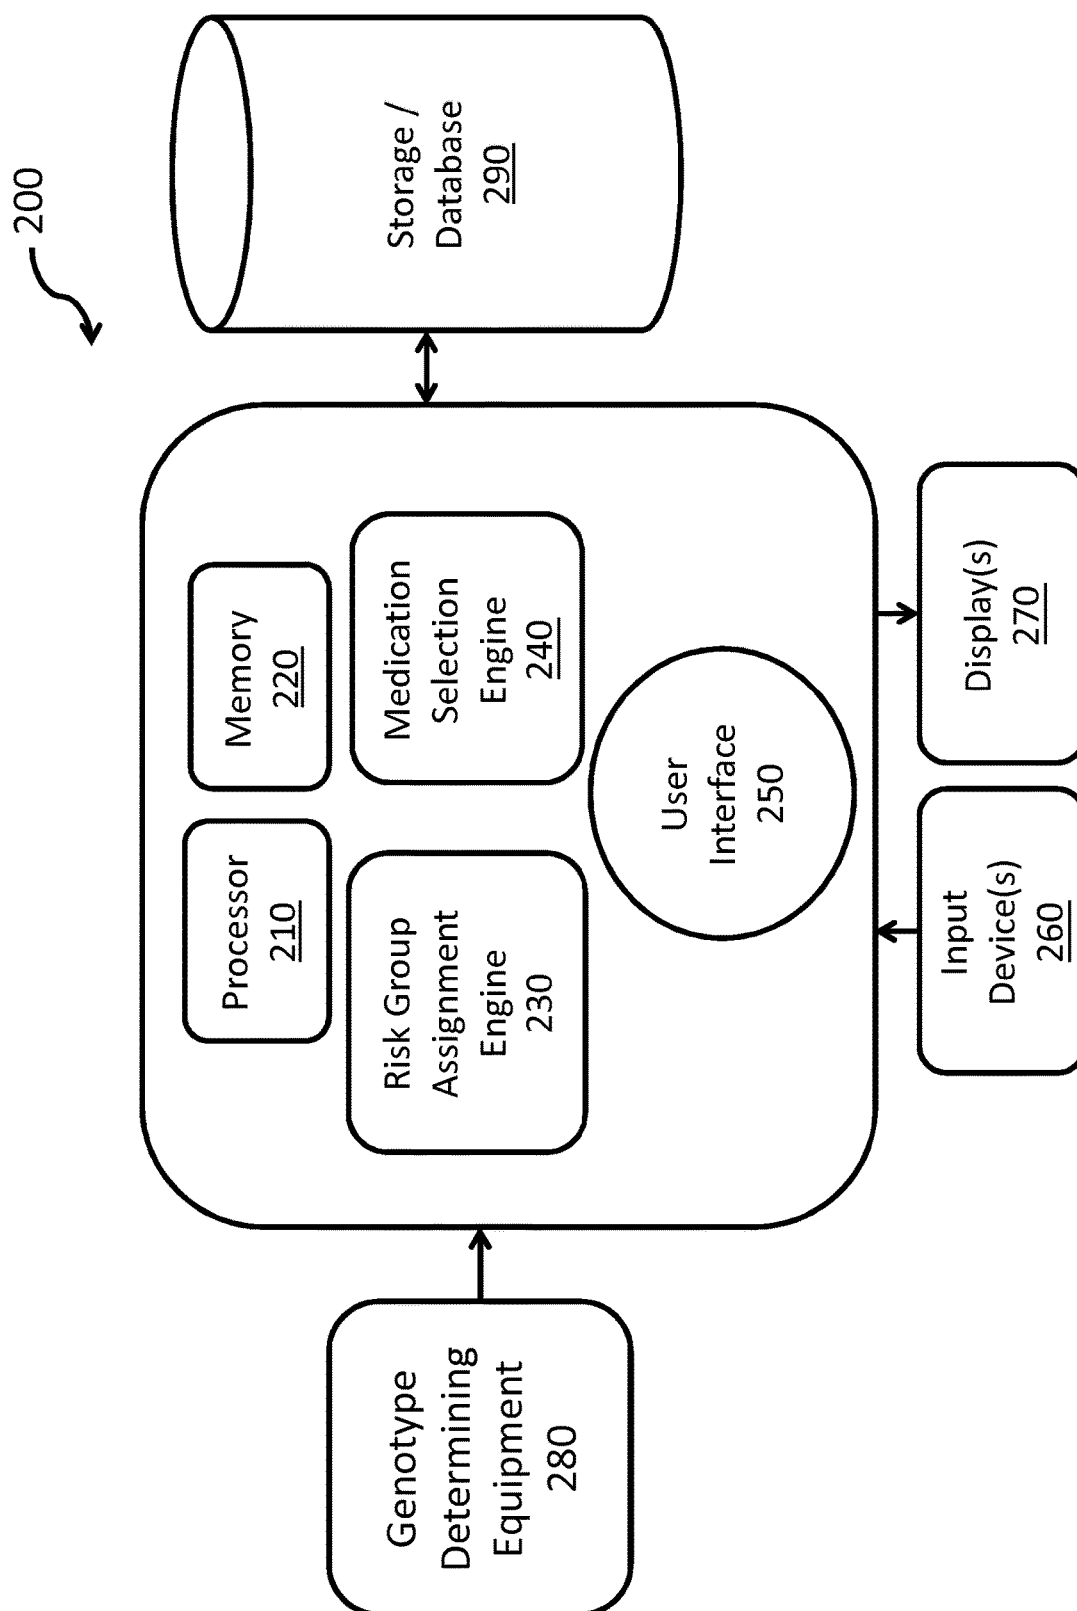 200
Processor
210
Memory
220
Risk Group
Assignment
Engine
230
Medication
Selection
Engine
240
User
Interface
250
Genotype
Determining
Equipment
280
Storage /
Database
290
Input
Device(s)
260
Display(s)
270